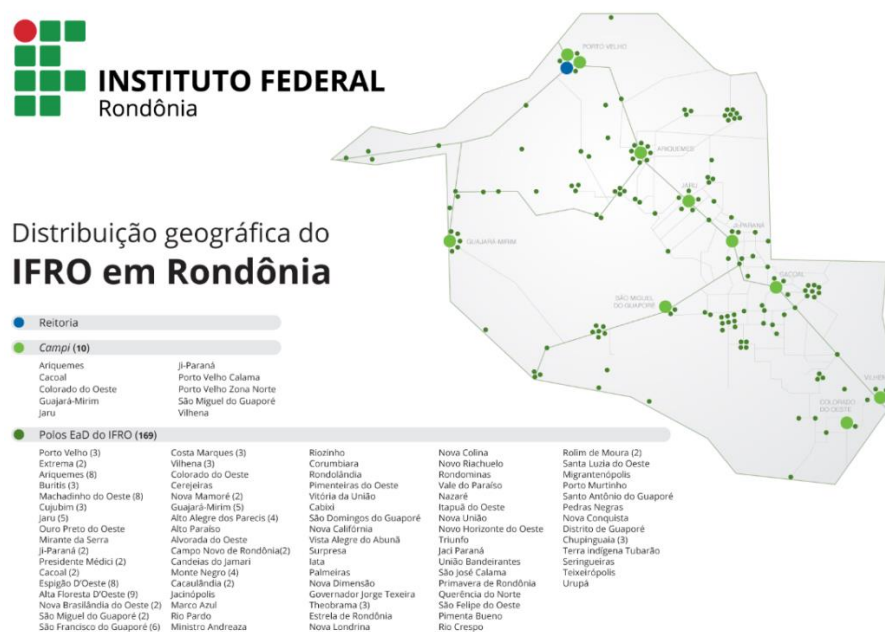 INSTITUTO FEDERAL
Rondônia
Distribuição geográfica do
IFRO em Rondônia
Reitoria
Campi (10)
Ariquemes
Cacoal
Colorado do Oeste
Guajará-Mirim
Jaru
Ji-Paraná
Porto Velho Calama
Porto Velho Zona Norte
São Miguel do Guaporé
Vilhena
Polos EaD do IFRO (169)
Porto Velho (3)
Extrema (2)
Ariquemes (8)
Buritis (3)
Machadinho do Oeste (8)
Cujubim (3)
Jaru (5)
Ouro Preto do Oeste
Mirante da Serra
Ji-Paraná (2)
Presidente Médici (2)
Cacoal (2)
Espigão D'Oeste (8)
Alta Floresta D'Oeste (9)
Nova Brasilândia do Oeste (2)
São Miguel do Guaporé (2)
São Francisco do Guaporé (6)
Costa Marques (3)
Vilhena (3)
Colorado do Oeste
Cerejeiras
Nova Mamoré (2)
Guajará-Mirim (5)
Alto Alegre dos Parecis (4)
Alto Paraíso
Alvorada do Oeste
Campo Novo de Rondônia(2)
Candeias do Jamari
Monte Negro (4)
Cacaulândia (2)
Jacinópolis
Marco Azul
Rio Pardo
Ministro Andreaza
Riozinho
Corumbiara
Rondolândia
Pimenteiras do Oeste
Vitória da União
Cabixi
São Domingos do Guaporé
Nova Califórnia
Vista Alegre do Abunã
Surpresa
Iata
Palmeiras
Nova Dimensão
Governador Jorge Texeira
Theobrama (3)
Estrela de Rondônia
Nova Londrina
Nova Colina
Novo Riachuelo
Rondominas
Vale do Paraíso
Nazaré
Itapuã do Oeste
Nova União
Novo Horizonte do Oeste
Triunfo
Jaci Paraná
União Bandeirantes
São José Calama
Primavera de Rondônia
Querência do Norte
São Felipe do Oeste
Pimenta Bueno
Rio Crespo
Rolim de Moura (2)
Santa Luzia do Oeste
Migrantenópolis
Porto Murtinho
Santo Antônio do Guaporé
Pedras Negras
Nova Conquista
Distrito de Guaporé
Chupinguaia (3)
Terra indígena Tubarão
Seringueiras
Teixeirópolis
Urupá
PORTO VELHO
ARIQUEMES
JARU
JI-PARANÁ
GUAJARÁ-MIRIM
CACOAL
SÃO MIGUEL
DO GUAPORÉ
COLORADO
DO OESTE